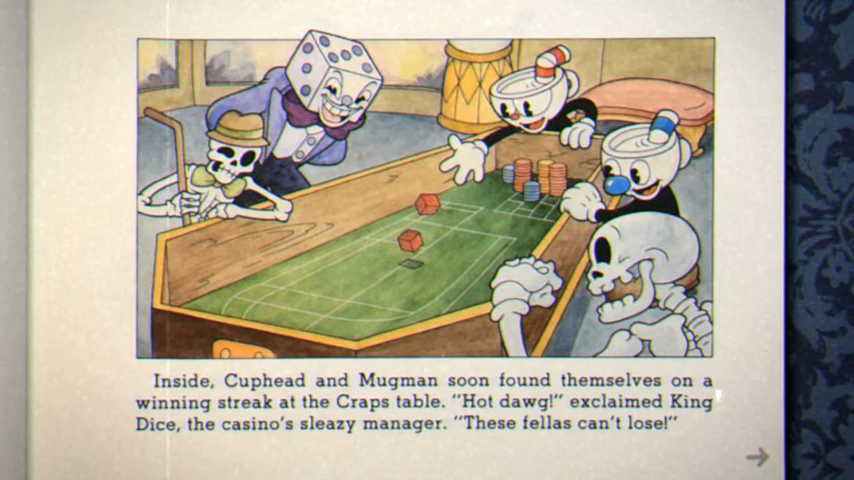 Inside, Cuphead and Mugman soon found themselves on a
winning streak at the Craps table. "Hot dawg!" exclaimed King
Dice, the casino's sleazy manager. "These fellas can't lose!"